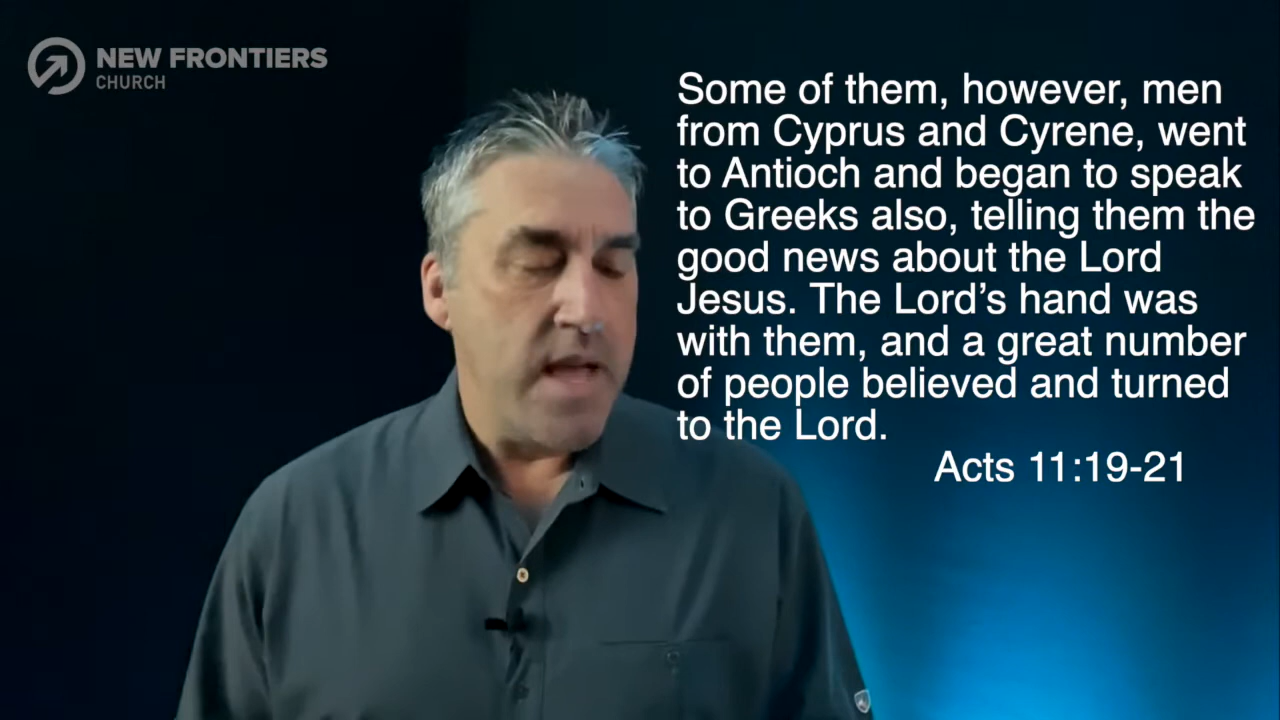 NEW FRONTIERS
CHURCH
Some of them, however, men
from Cyprus and Cyrene, went
to Antioch and began to speak
to Greeks also, telling them the
good news about the Lord
Jesus. The Lord’s hand was
with them, and a great number
of people believed and turned
to the Lord.
Acts 11:19-21